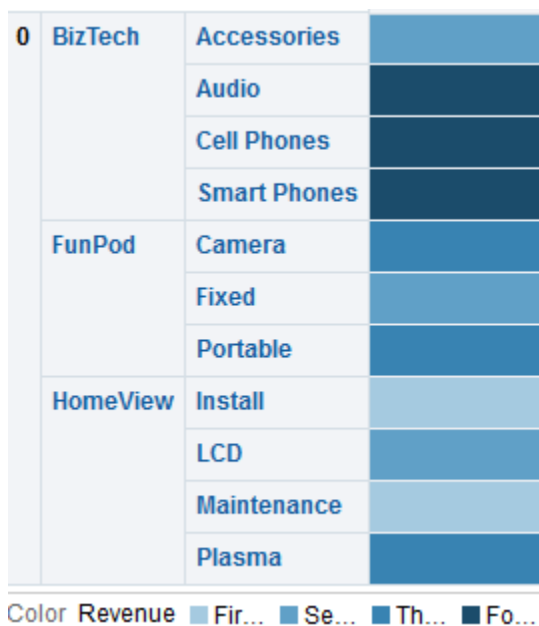 0 BizTech Accessories
Audio
Cell Phones
Smart Phones
FunPod Camera
Fixed
Portable
HomeView Install
LCD
Maintenance
Plasma
Color Revenue Fir... Se... Th... Fo...